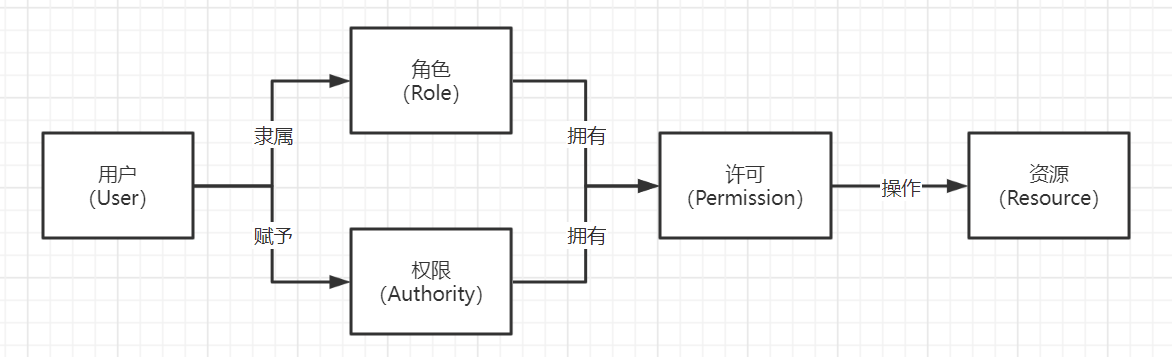 角色
（Role）
隶属
拥有
用户
（User）
许可
（Permission）
操作
资源
（Resource）
赋予
拥有
权限
（Authority）